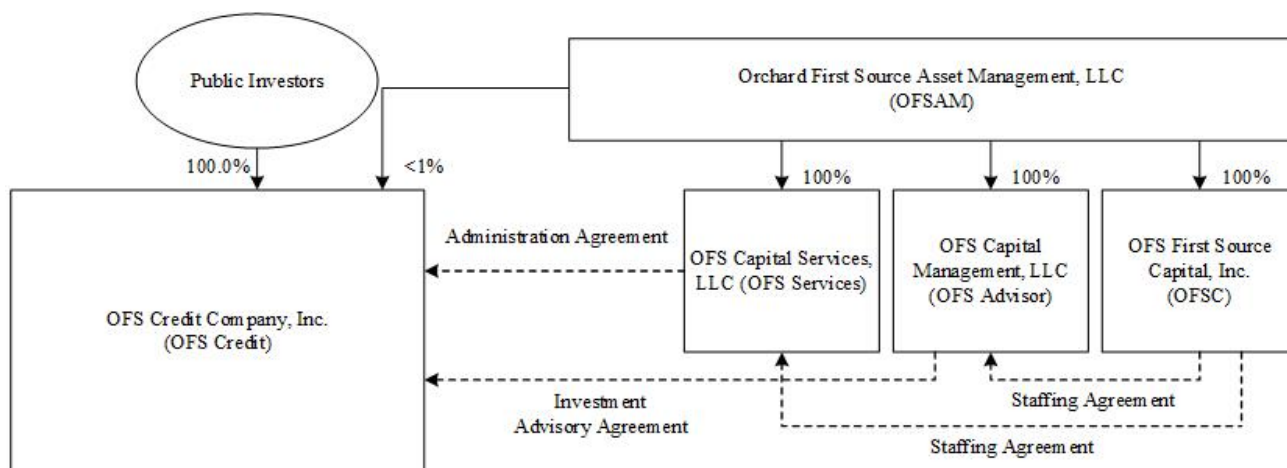 Public Investors
Orchard First Source Asset Management, LLC
(OFSAM)
100.0%
<1%
100%
100%
100%
Administration Agreement
OFS Capital Services,
LLC (OFS Services)
OFS Capital
Management, LLC
(OFS Advisor)
OFS First Source
Capital, Inc.
(OFSC)
OFS Credit Company, Inc.
(OFS Credit)
Investment
Advisory Agreement
Staffing Agreement
Staffing Agreement